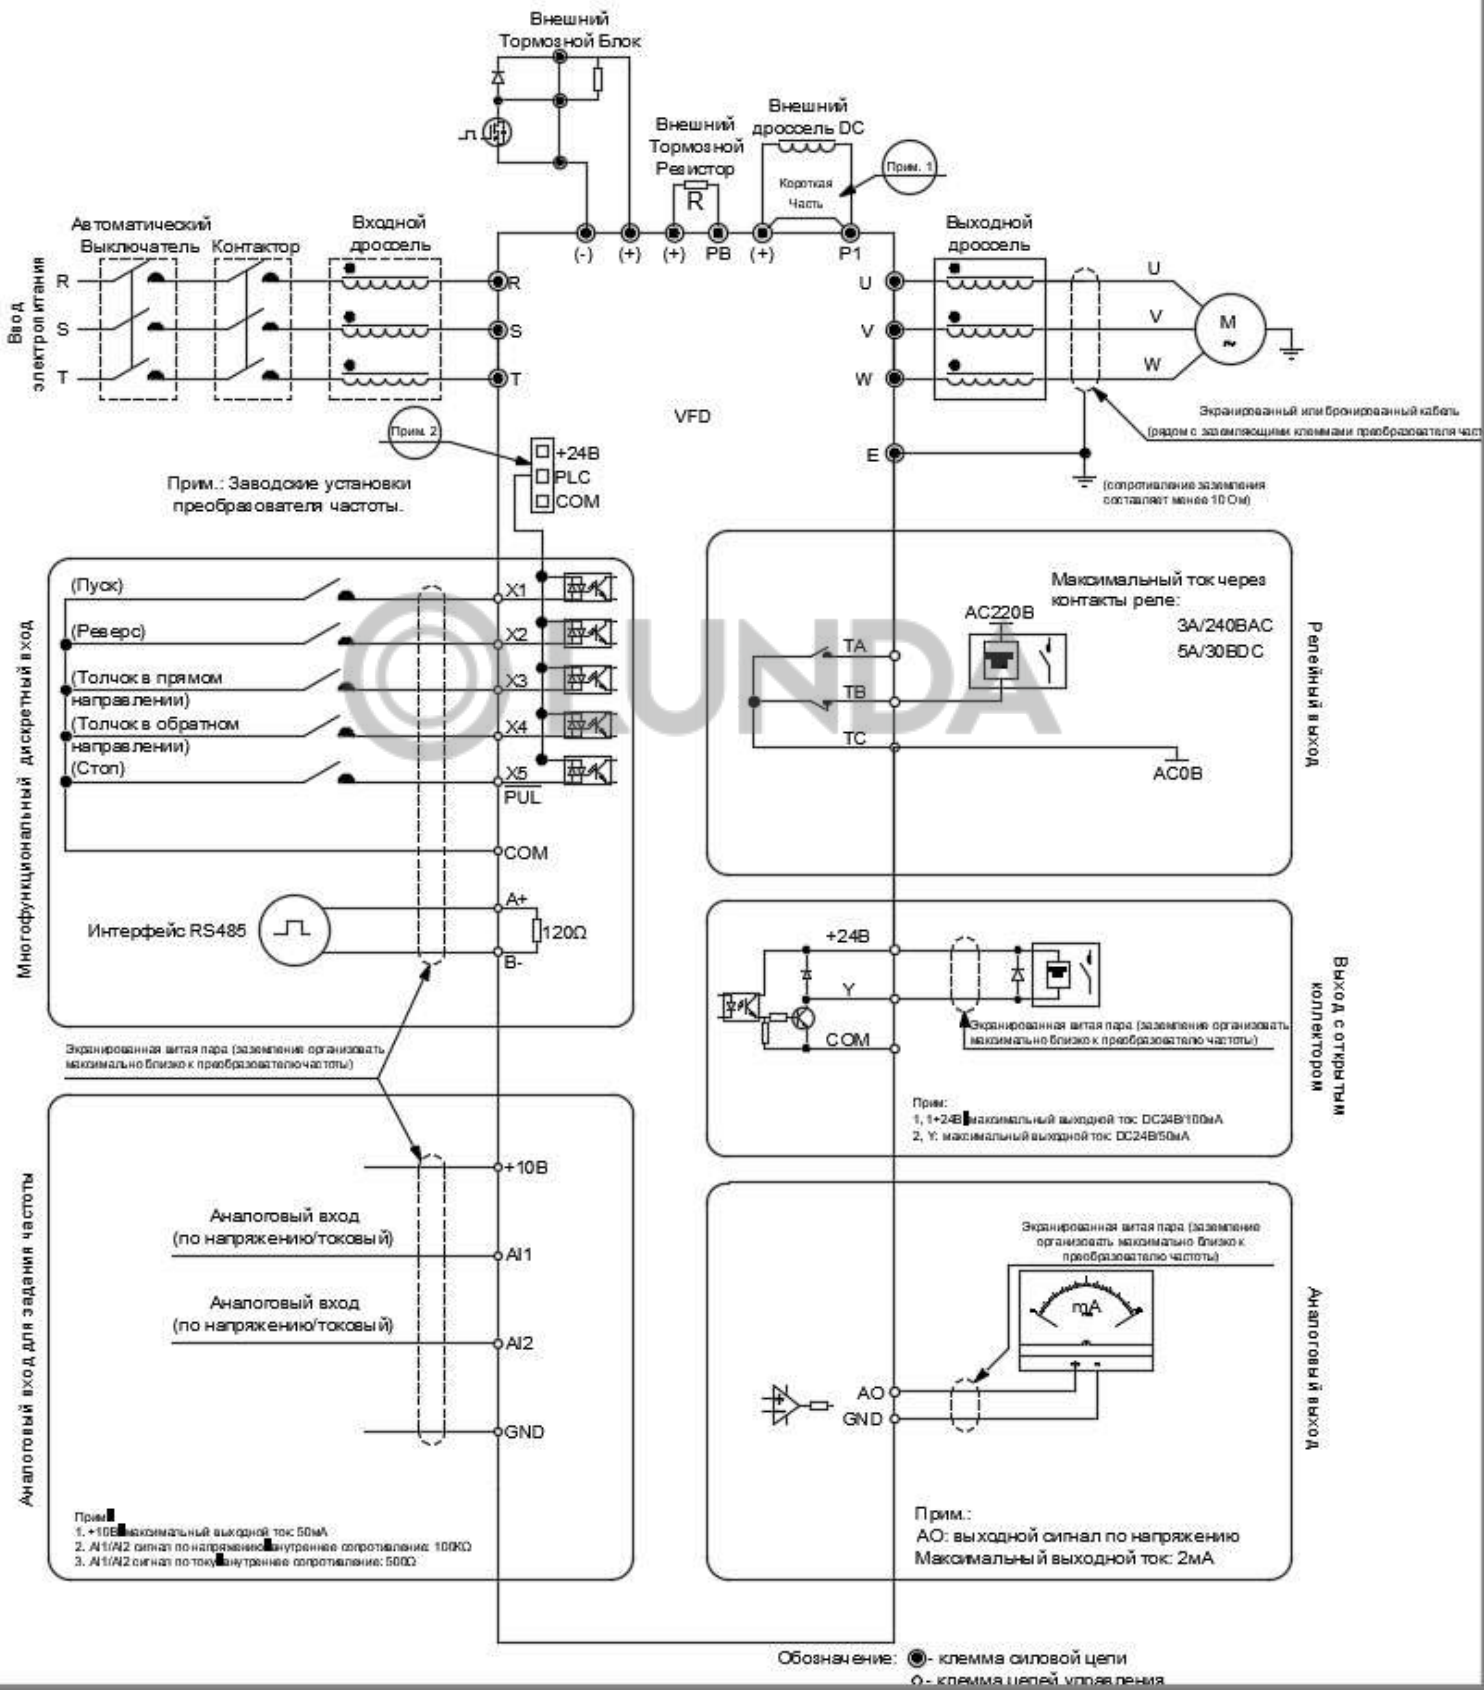 Внешний
Тормозной Блок
Внешний
дроссель DC
Внешний
Тормозной
Резистор
R
Короткая
Часть
Прим. 1
Автоматический
Выключатель
Контактор
Входной
дроссель
(-)
(+)
(+)
PB
(+)
P1
Выходной
дроссель
Ввод
электропитания
R
S
T
R
S
T
U
V
W
U
V
W
M
~
VFD
Экранированный или бронированный кабель
(рядом с заземляющими клеммами преобразователя част
E
(сопротивление заземления
составляет менее 10 Ом)
Прим. 2
+24В
PLC
COM
Прим.: Заводские установки
преобразователя частоты.
Многофункциональный дискретный вход
(Пуск)
X1
(Реверс)
X2
(Толчок в прямом
направлении)
X3
(Толчок в обратном
направлении)
X4
(Стоп)
X5
PUL
COM
A+
Интерфейс RS485
120Ω
B-
LUNDA
Максимальный ток через
контакты реле:
3A/240BAC
5A/30BDC
AC220B
TA
TB
TC
AC0B
Релейный выход
Экранированная витая пара (заземление организовать
максимально близко к преобразователю частоты)
+24В
Y
COM
Экранированная витая пара (заземление организовать
максимально близко к преобразователю частоты)
Прим:
1, 1+24В максимальный выходной ток: DC24В/100мА
2, Y: максимальный выходной ток: DC24В/50мА
Выход с открытым
коллектором
Аналоговый вход для задания частоты
+10В
Аналоговый вход
(по напряжению/токовый)
AI1
Аналоговый вход
(по напряжению/токовый)
AI2
GND
Прим
1. +10В максимальный выходной ток: 50мА
2. AI1/AI2 сигнал по напряжению внутреннее сопротивление: 100КΩ
3. AI1/AI2 сигнал по току внутреннее сопротивление: 500Ω
Экранированная витая пара (заземление
организовать максимально близко к
преобразователю частоты)
mA
+ -
AO
GND
Аналоговый выход
Прим.:
AO: выходной сигнал по напряжению
Максимальный выходной ток: 2мА
Обозначение: - клемма силовой цепи
- клемма цепей управления